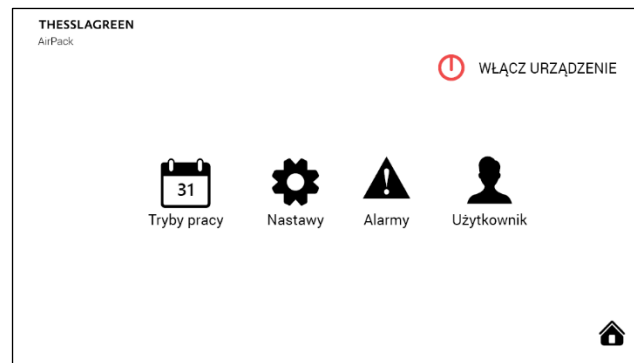 THESSLAGREEN
AirPack
WŁĄCZ URZĄDZENIE
31
Tryby pracy
Nastawy
Alarmy
Użytkownik